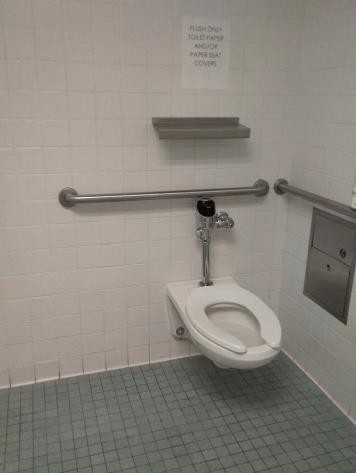 FLUSH ONLY
TOILET PAPER
AND/OR
PAPER SEAT
COVERS